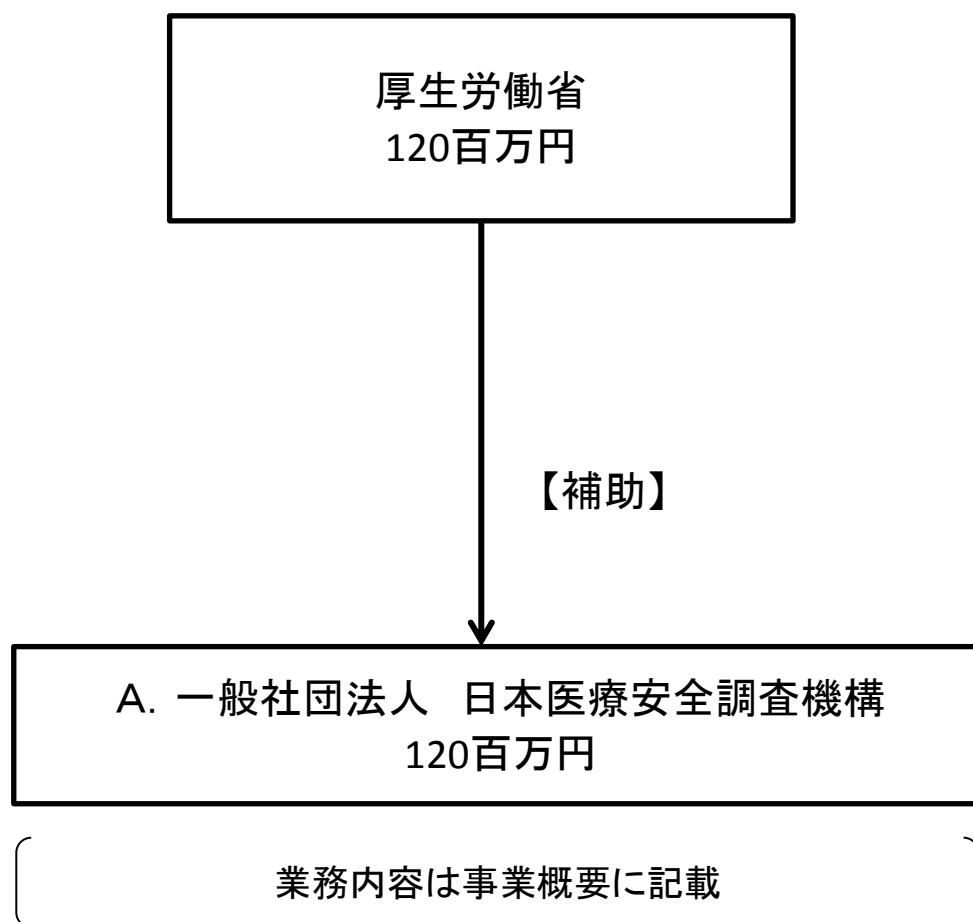 厚生労働省
120百万円
【補助】
A. 一般社団法人　日本医療安全調査機構
120百万円
業務内容は事業概要に記載